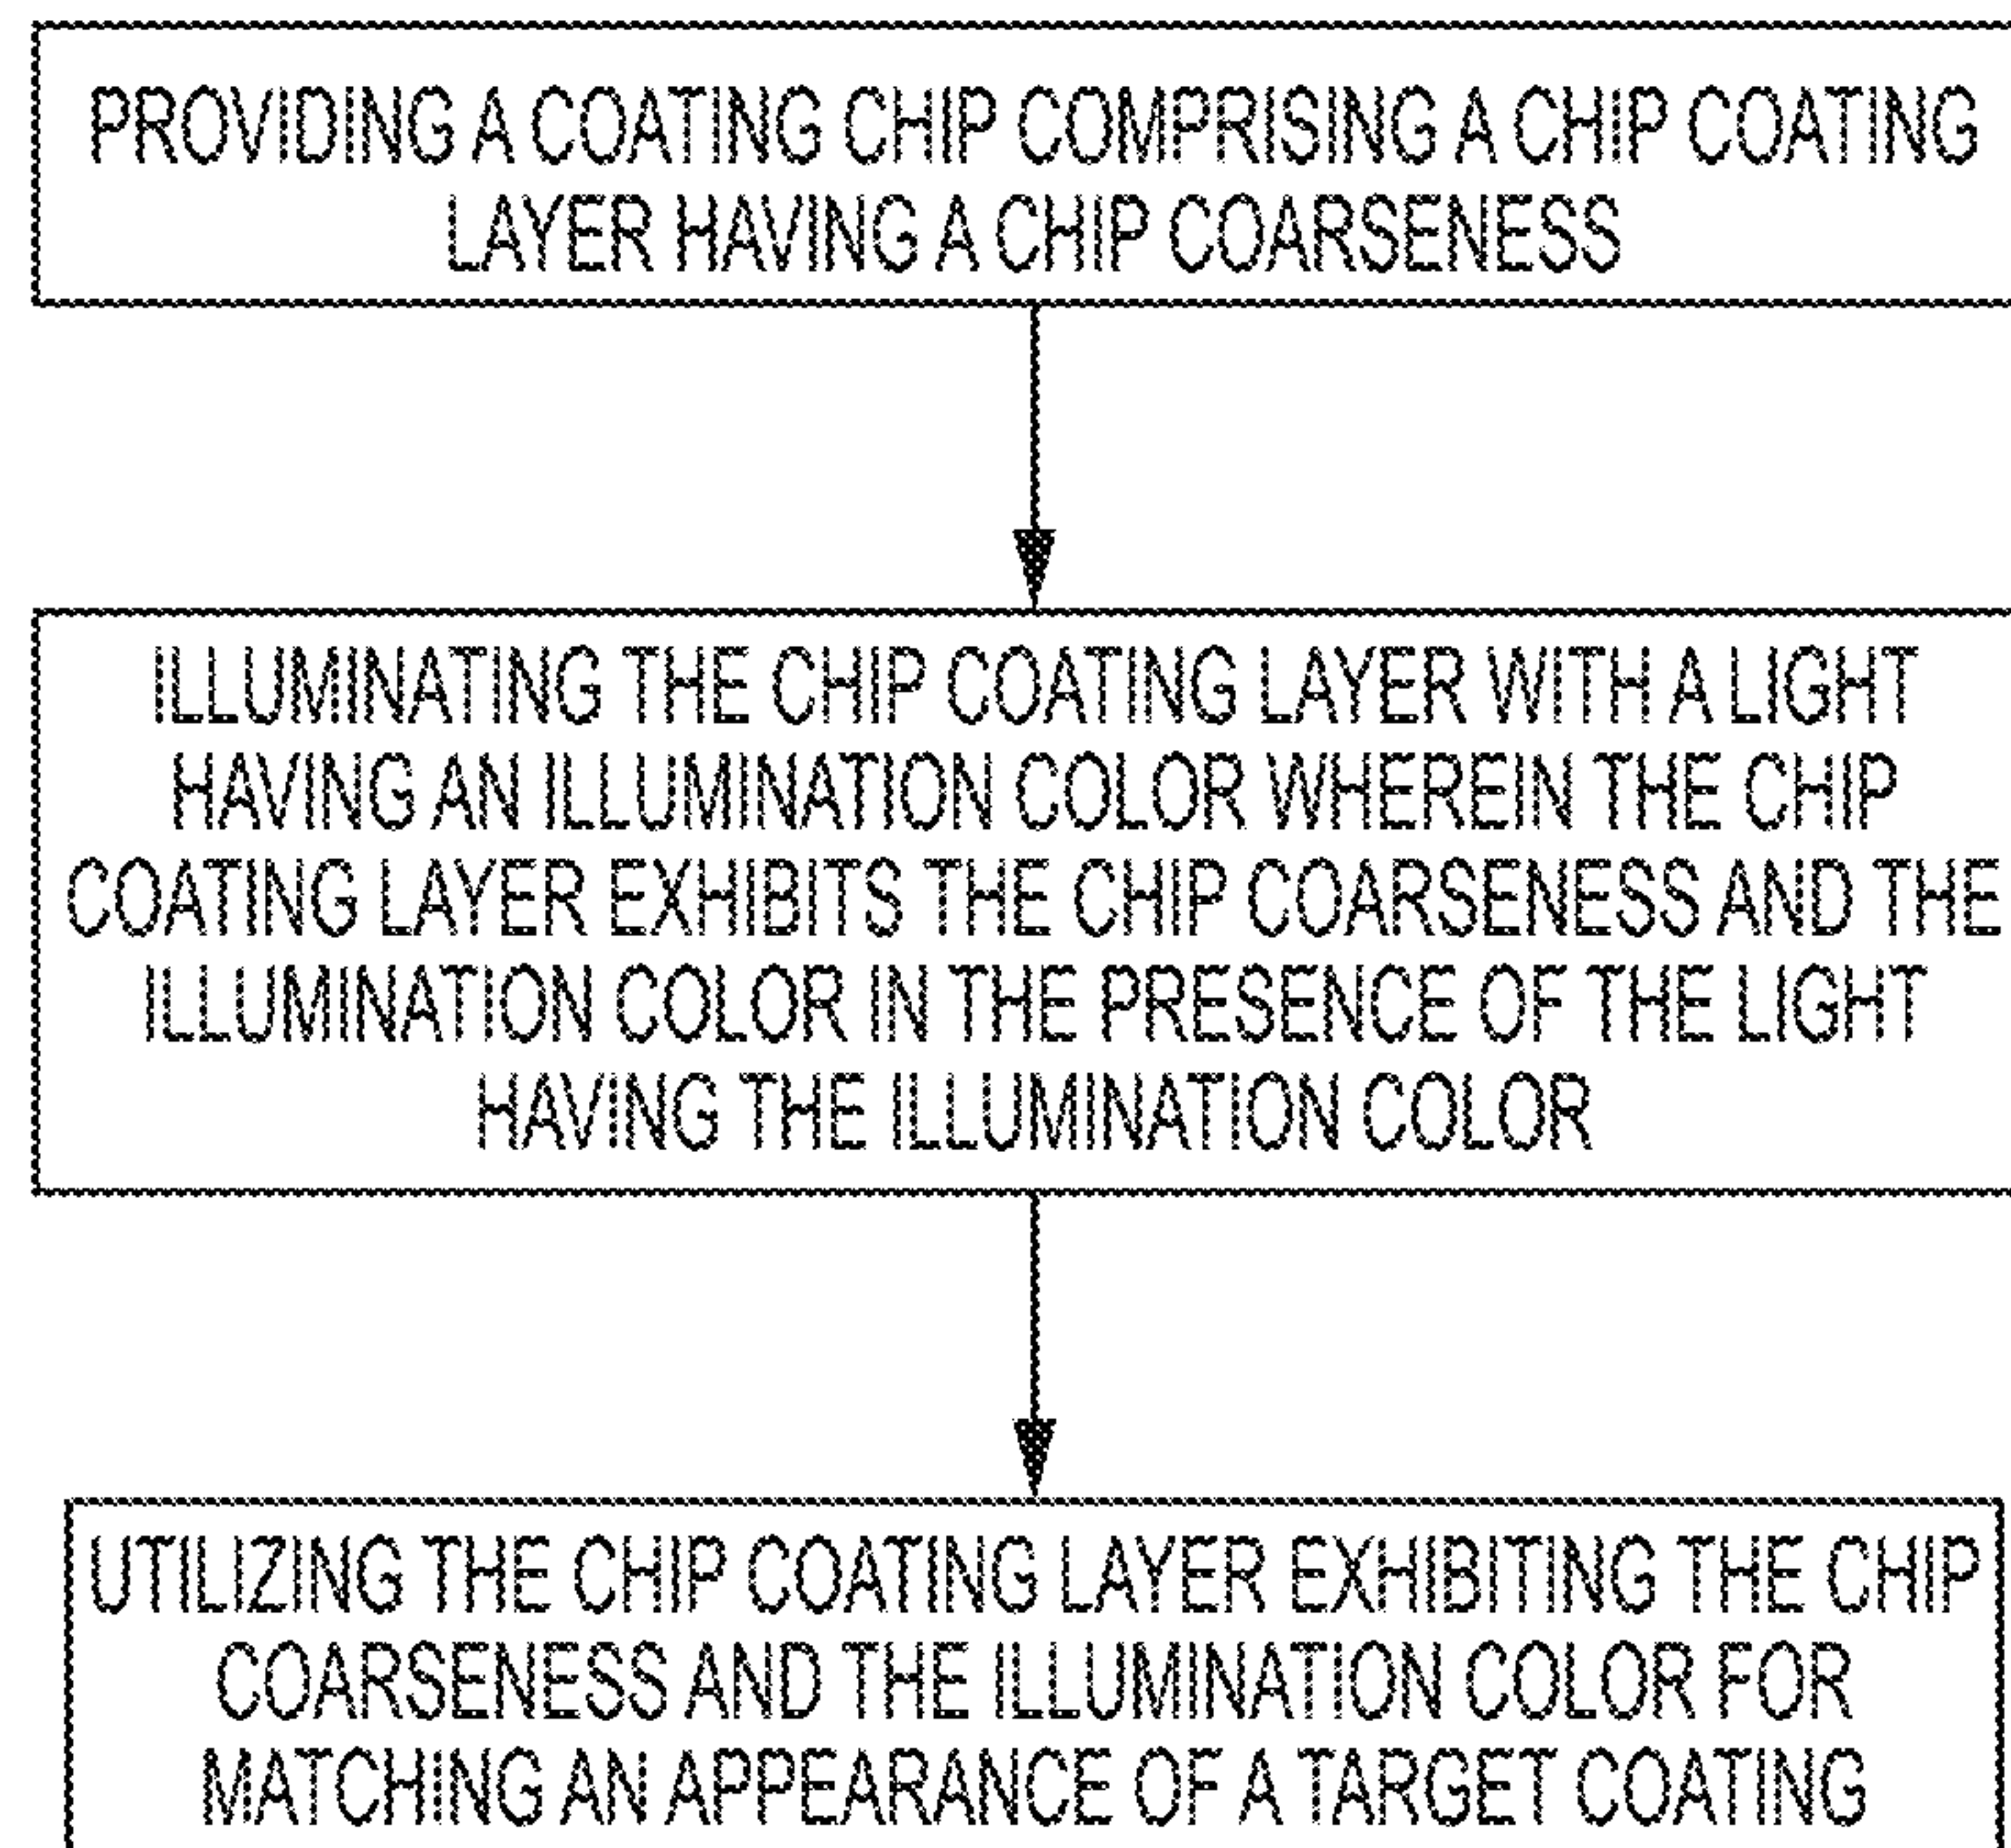 PROVIDING A COATING CHIP COMPRISING A CHIP COATING
LAYER HAVING A CHIP COARSENESS
ILLUMINATING THE CHIP COATING LAYER WITH A LIGHT
HAVING AN ILLUMINATION COLOR WHEREIN THE CHIP
COATING LAYER EXHIBITS THE CHIP COARSENESS AND THE
ILLUMINATION COLOR IN THE PRESENCE OF THE LIGHT
HAVING THE ILLUMINATION COLOR
UTILIZING THE CHIP COATING LAYER EXHIBITING THE CHIP
COARSENESS AND THE ILLUMINATION COLOR FOR
MATCHING AN APPEARANCE OF A TARGET COATING